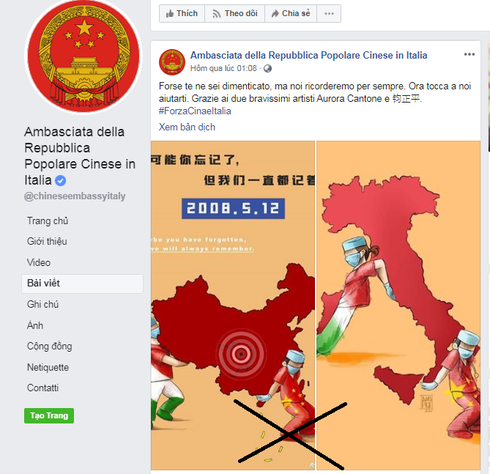 Thích
Theo dõi
Chia sẻ
Ambasciata della Repubblica Popolare Cinese in Italia
Hôm qua lúc 01:08 ·
Forse te ne sei dimenticato, ma noi ricorderemo per sempre. Ora tocca a noi
aiutarti. Grazie ai due bravissimi artisti Aurora Cantone e 钧正平.
#ForzaCinaeItalia
Xem bản dịch
可能你忘记了，
但我们一直都记着
2008.5.12
be you have forgotten,
we will always remember.
Ambasciata della
Repubblica
Popolare Cinese in
Italia
@chineseembassyitaly
Trang chủ
Giới thiệu
Video
Bài viết
Ghi chú
Ảnh
Cộng đồng
Netiquette
Contatti
Tạo Trang